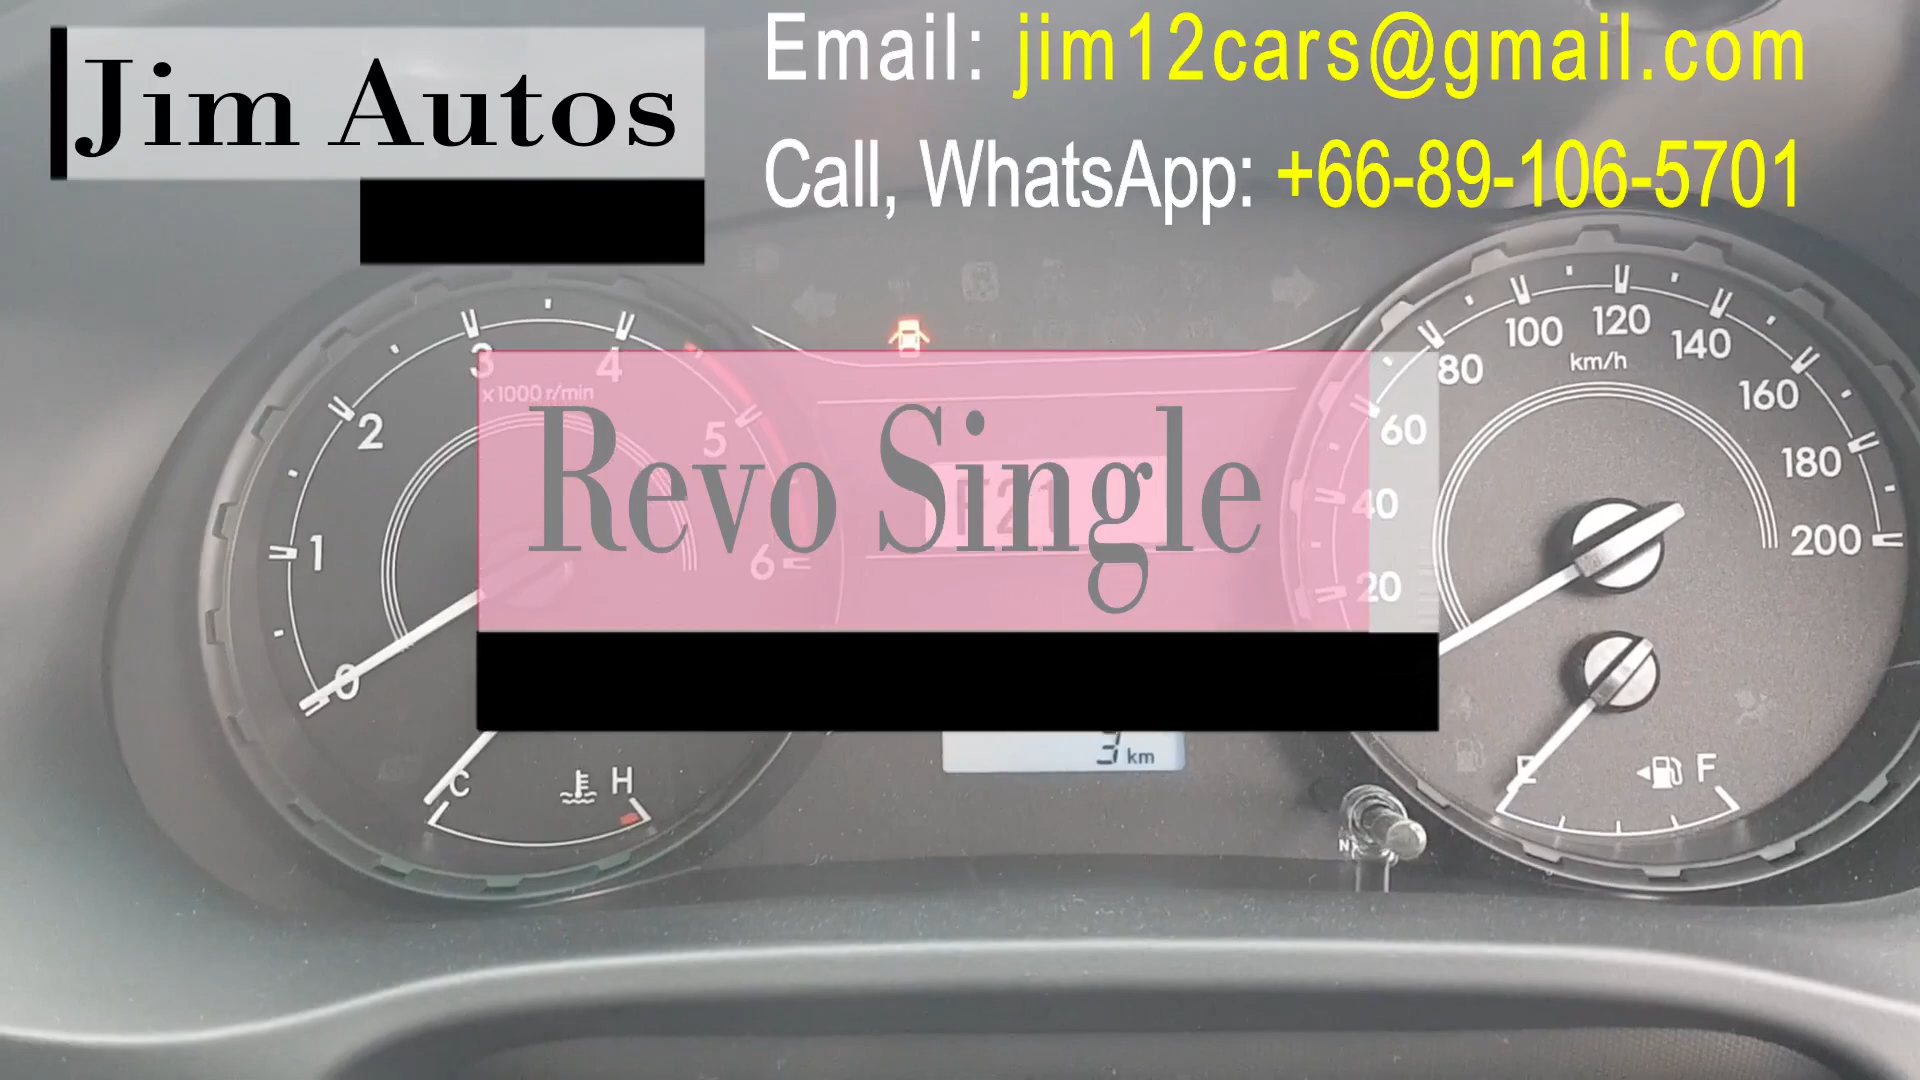 Jim Autos
Email: jim12cars@gmail.com
Call, WhatsApp: +66-89-106-5701
Revo Single
0
1
2
3
4
5
6
x1000 r/min
C
H
3 km
20
40
60
80
100
120
140
160
180
200
km/h
E
F